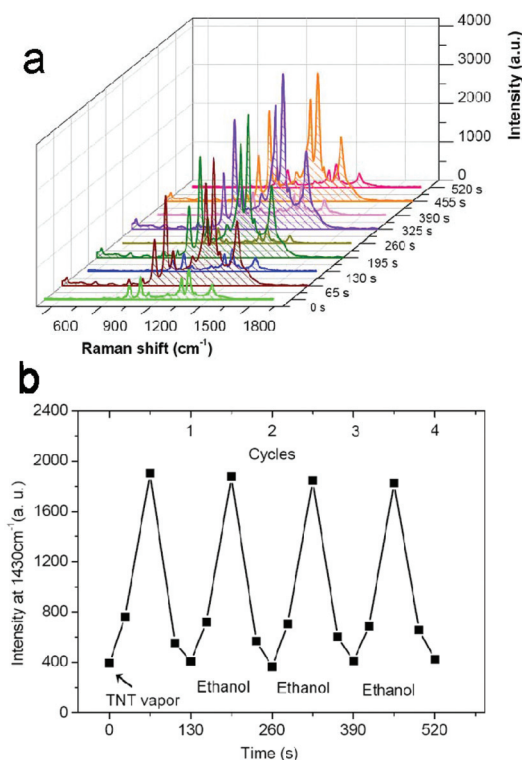 a
4000
3000
2000
1000
0
Intensity (a.u.)
520 s
455 s
390 s
325 s
260 s
195 s
130 s
65 s
0 s
600 900 1200 1500 1800
Raman shift (cm⁻¹)
b
2400
2000
1600
1200
800
400
0
Intensity at 1430cm⁻¹(a. u.)
1 2 3 4
Cycles
TNT vapor
Ethanol Ethanol Ethanol
0 130 260 390 520
Time (s)